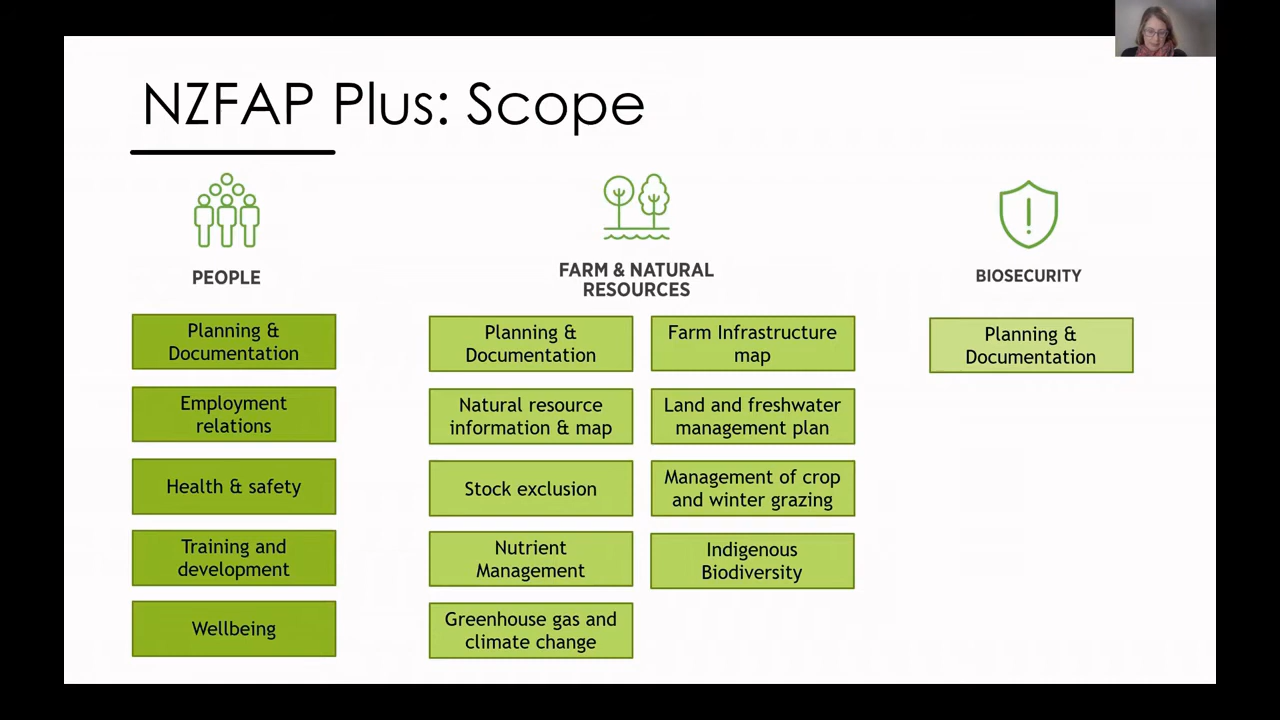 NZFAP Plus: Scope
PEOPLE
Planning &
Documentation
Employment
relations
Health & safety
Training and
development
Wellbeing
FARM & NATURAL
RESOURCES
Planning &
Documentation
Natural resource
information & map
Stock exclusion
Nutrient
Management
Greenhouse gas and
climate change
Farm Infrastructure
map
Land and freshwater
management plan
Management of crop
and winter grazing
Indigenous
Biodiversity
BIOSECURITY
Planning &
Documentation